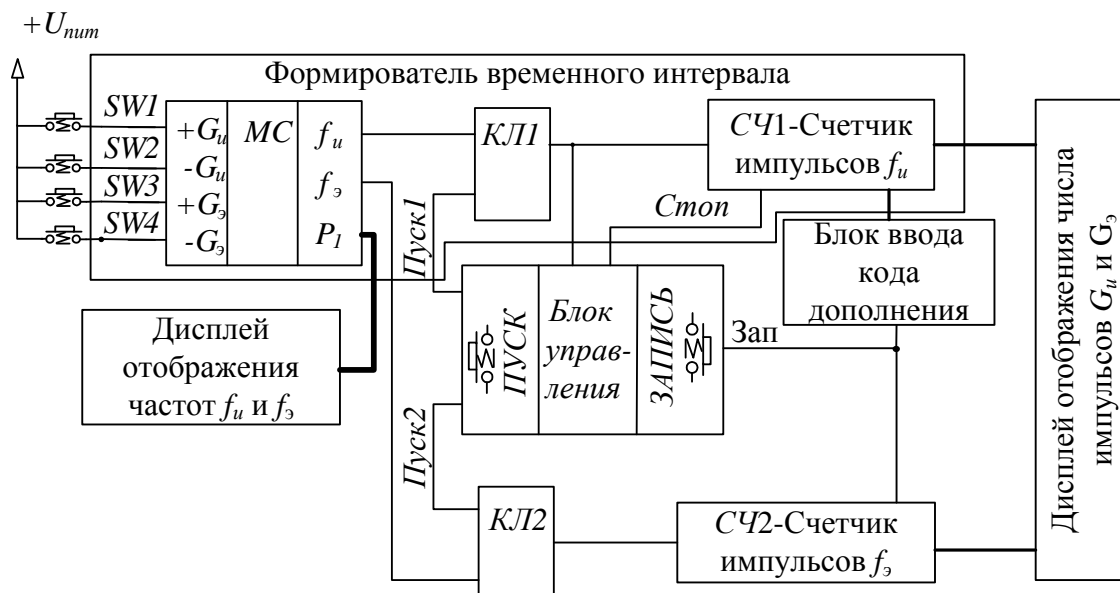 +U_пит
Формирователь временного интервала
SW1
SW2
SW3
SW4
+G_и
-G_и
+G_э
-G_э
МС
f_и
f_э
P_1
КЛ1
СЧ1-Счетчик
импульсов f_и
Стоп
Пуск1
Блок ввода
кода
дополнения
Дисплей
отображения
частот f_и и f_э
ПУСК
Блок
управ-
ления
ЗАПИСЬ
Зап
Пуск2
КЛ2
СЧ2-Счетчик
импульсов f_э
Дисплей отображения числа
импульсов G_и и G_э